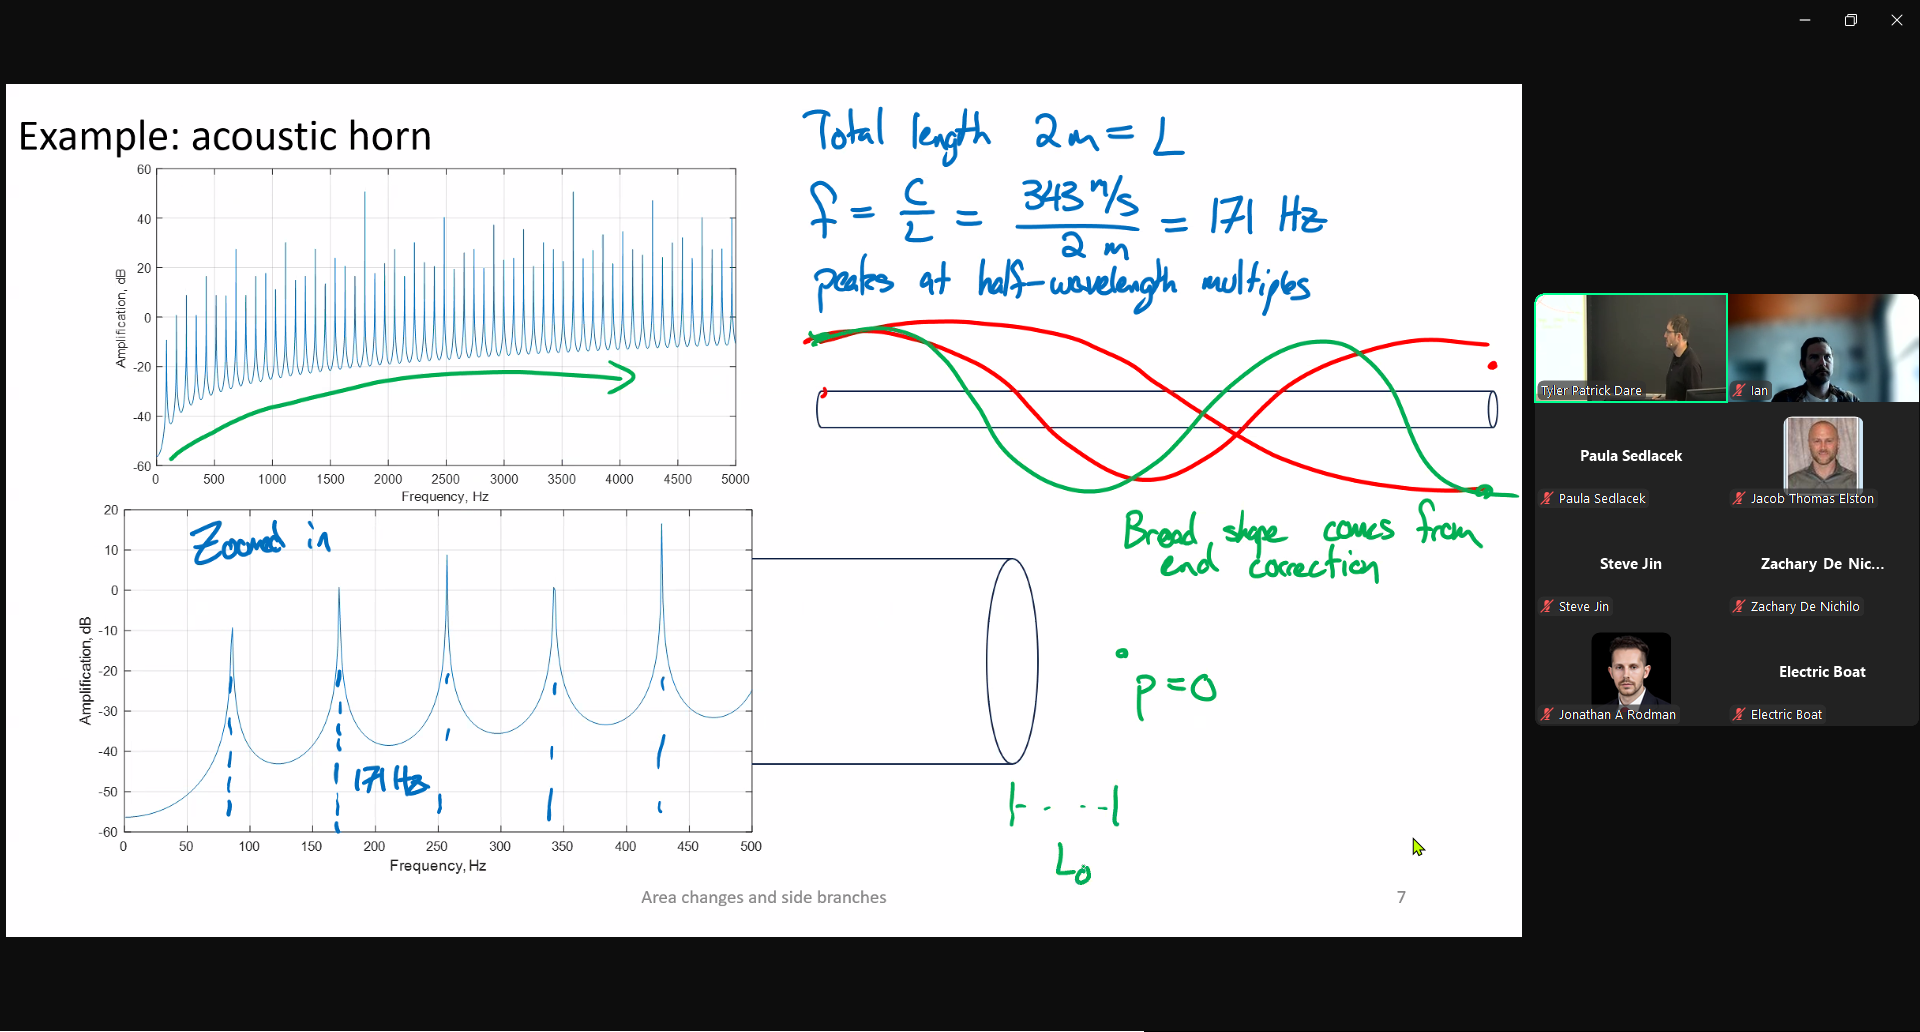 Example: acoustic horn
60
40
20
0
-20
-40
-60
Amplification, dB
0 500 1000 1500 2000 2500 3000 3500 4000 4500 5000
Frequency, Hz
20
10
0
-10
-20
-30
-40
-50
-60
Amplification, dB
Zoomed in
171 Hz
0 50 100 150 200 250 300 350 400 450 500
Frequency, Hz
Total length 2m = L
f = c/L = 343 m/s / 2 m = 171 Hz
peaks at half-wavelength multiples
Broad shape comes from
end correction
p = 0
L0
Area changes and side branches
7
Tyler Patrick Dare
Ian
Paula Sedlacek
Paula Sedlacek
Jacob Thomas Elston
Steve Jin
Zachary De Nic...
Steve Jin
Zachary De Nichilo
Electric Boat
Jonathan A Rodman
Electric Boat